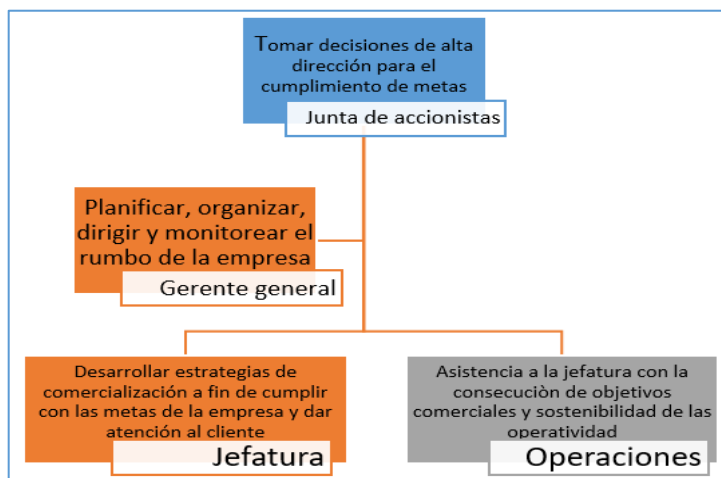 Tomar decisiones de alta
dirección para el
cumplimiento de metas
Junta de accionistas
Planificar, organizar,
dirigir y monitorear el
rumbo de la empresa
Gerente general
Desarrollar estrategias de
comercialización a fin de cumplir
con las metas de la empresa y dar
atención al cliente
Jefatura
Asistencia a la jefatura con la
consecuciòn de objetivos
comerciales y sostenibilidad de las
operatividad
Operaciones